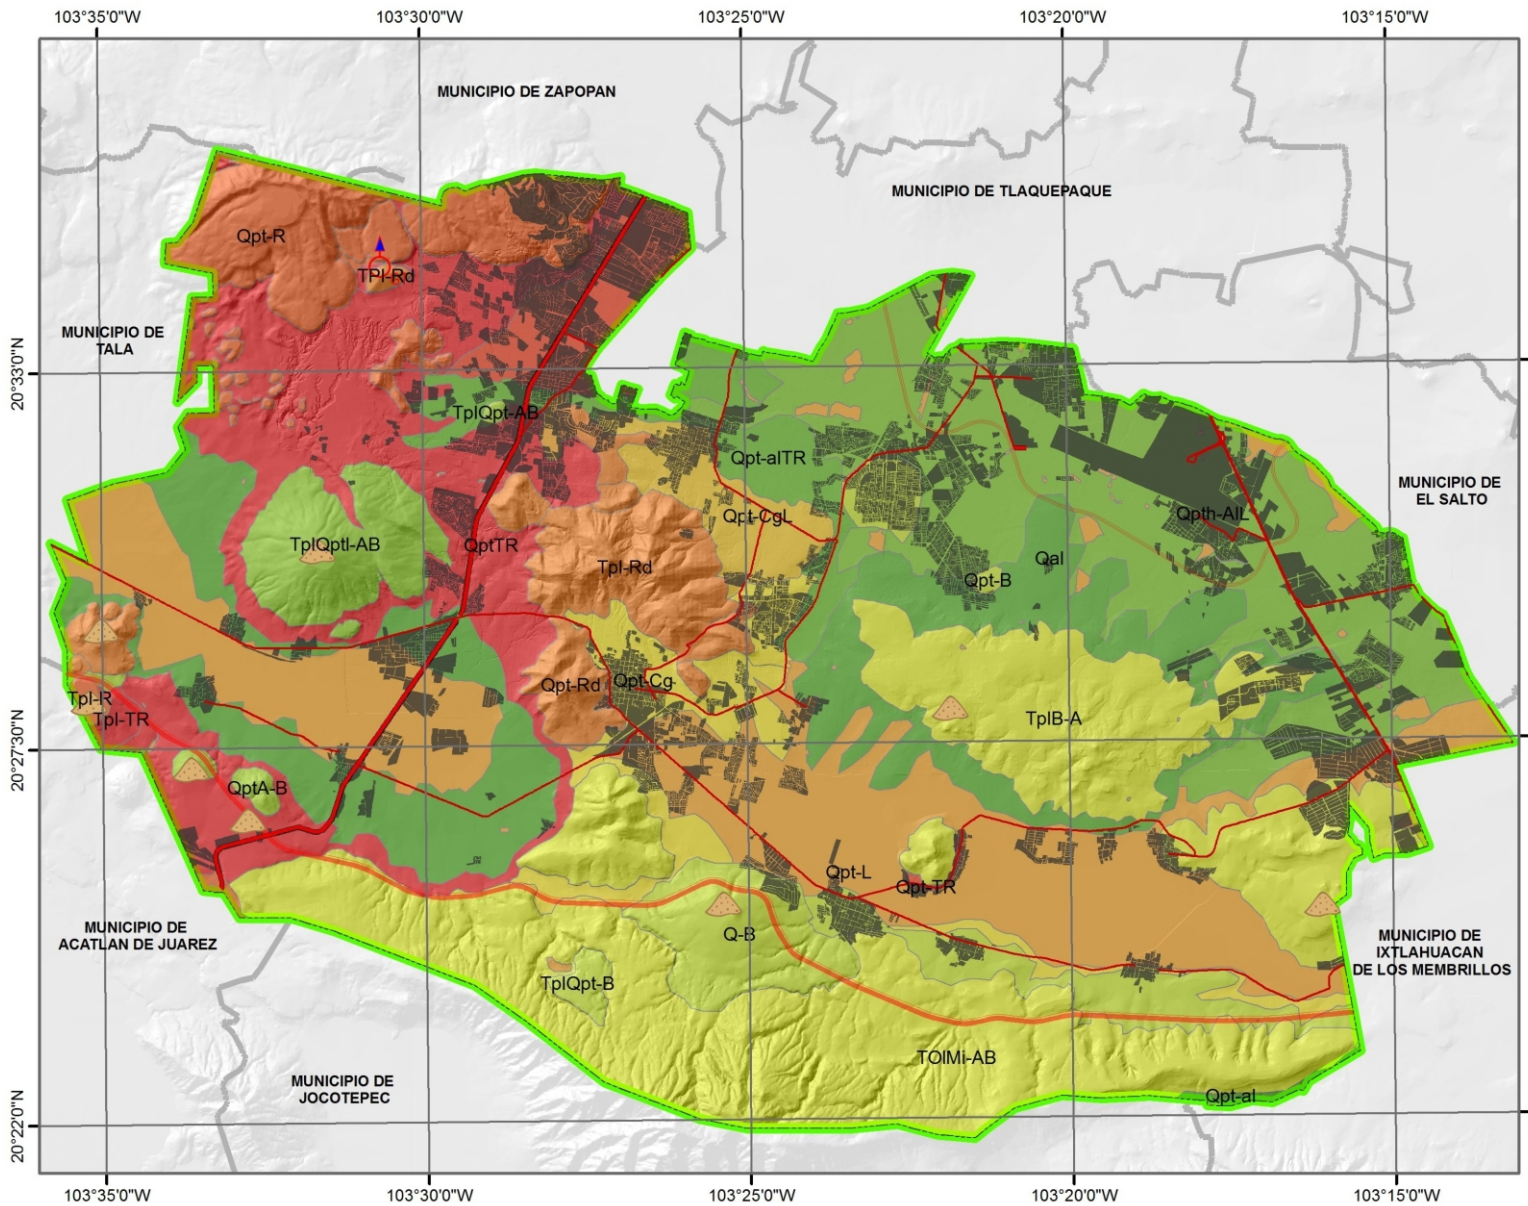 103°35'0"W
103°30'0"W
103°25'0"W
103°20'0"W
103°15'0"W
MUNICIPIO DE ZAPOPAN
MUNICIPIO DE TLAQUEPAQUE
Qpt-R
TPl-Rd
MUNICIPIO DE
TALA
20°33'0"N
TplQpt-AB
Qpt-alTR
MUNICIPIO DE
EL SALTO
Qpt-CgL
Qpth-AlL
TplQptl-AB
QptTR
Qal
Tpl-Rd
Qpt-B
Qpt-Rd
Qpt-Cg
Tpl-IR
Tpl-TR
TplB-A
20°27'30"N
QptA-B
Qpt-L
Qpt-TR
MUNICIPIO DE
ACATLAN DE JUAREZ
Q-B
MUNICIPIO DE
IXTLAHUACAN
DE LOS MEMBRILLOS
TplQpt-B
TOlMi-AB
MUNICIPIO DE
JOCOTEPEC
Qpt-al
20°22'0"N
103°35'0"W
103°30'0"W
103°25'0"W
103°20'0"W
103°15'0"W